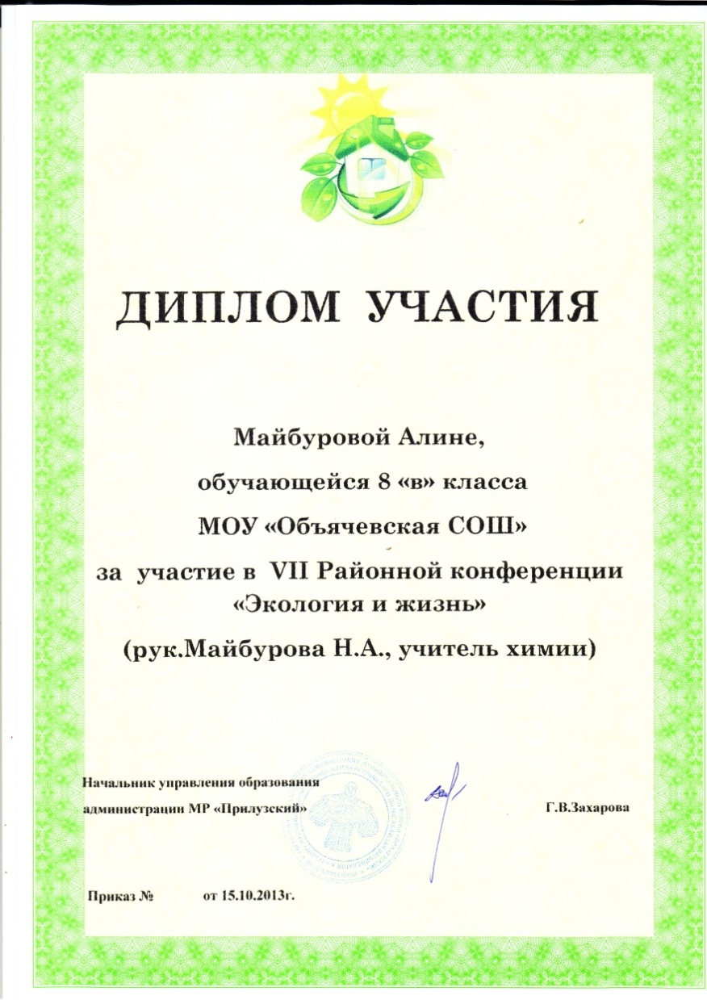 ДИПЛОМ УЧАСТИЯ
Майбуровой Алине,
обучающейся 8 «в» класса
МОУ «Объячевская СОШ»
за участие в VII Районной конференции
«Экология и жизнь»
(рук.Майбурова Н.А., учитель химии)
Начальник управления образования
администрации МР «Прилузский»
Г.В.Захарова
Приказ № от 15.10.2013г.